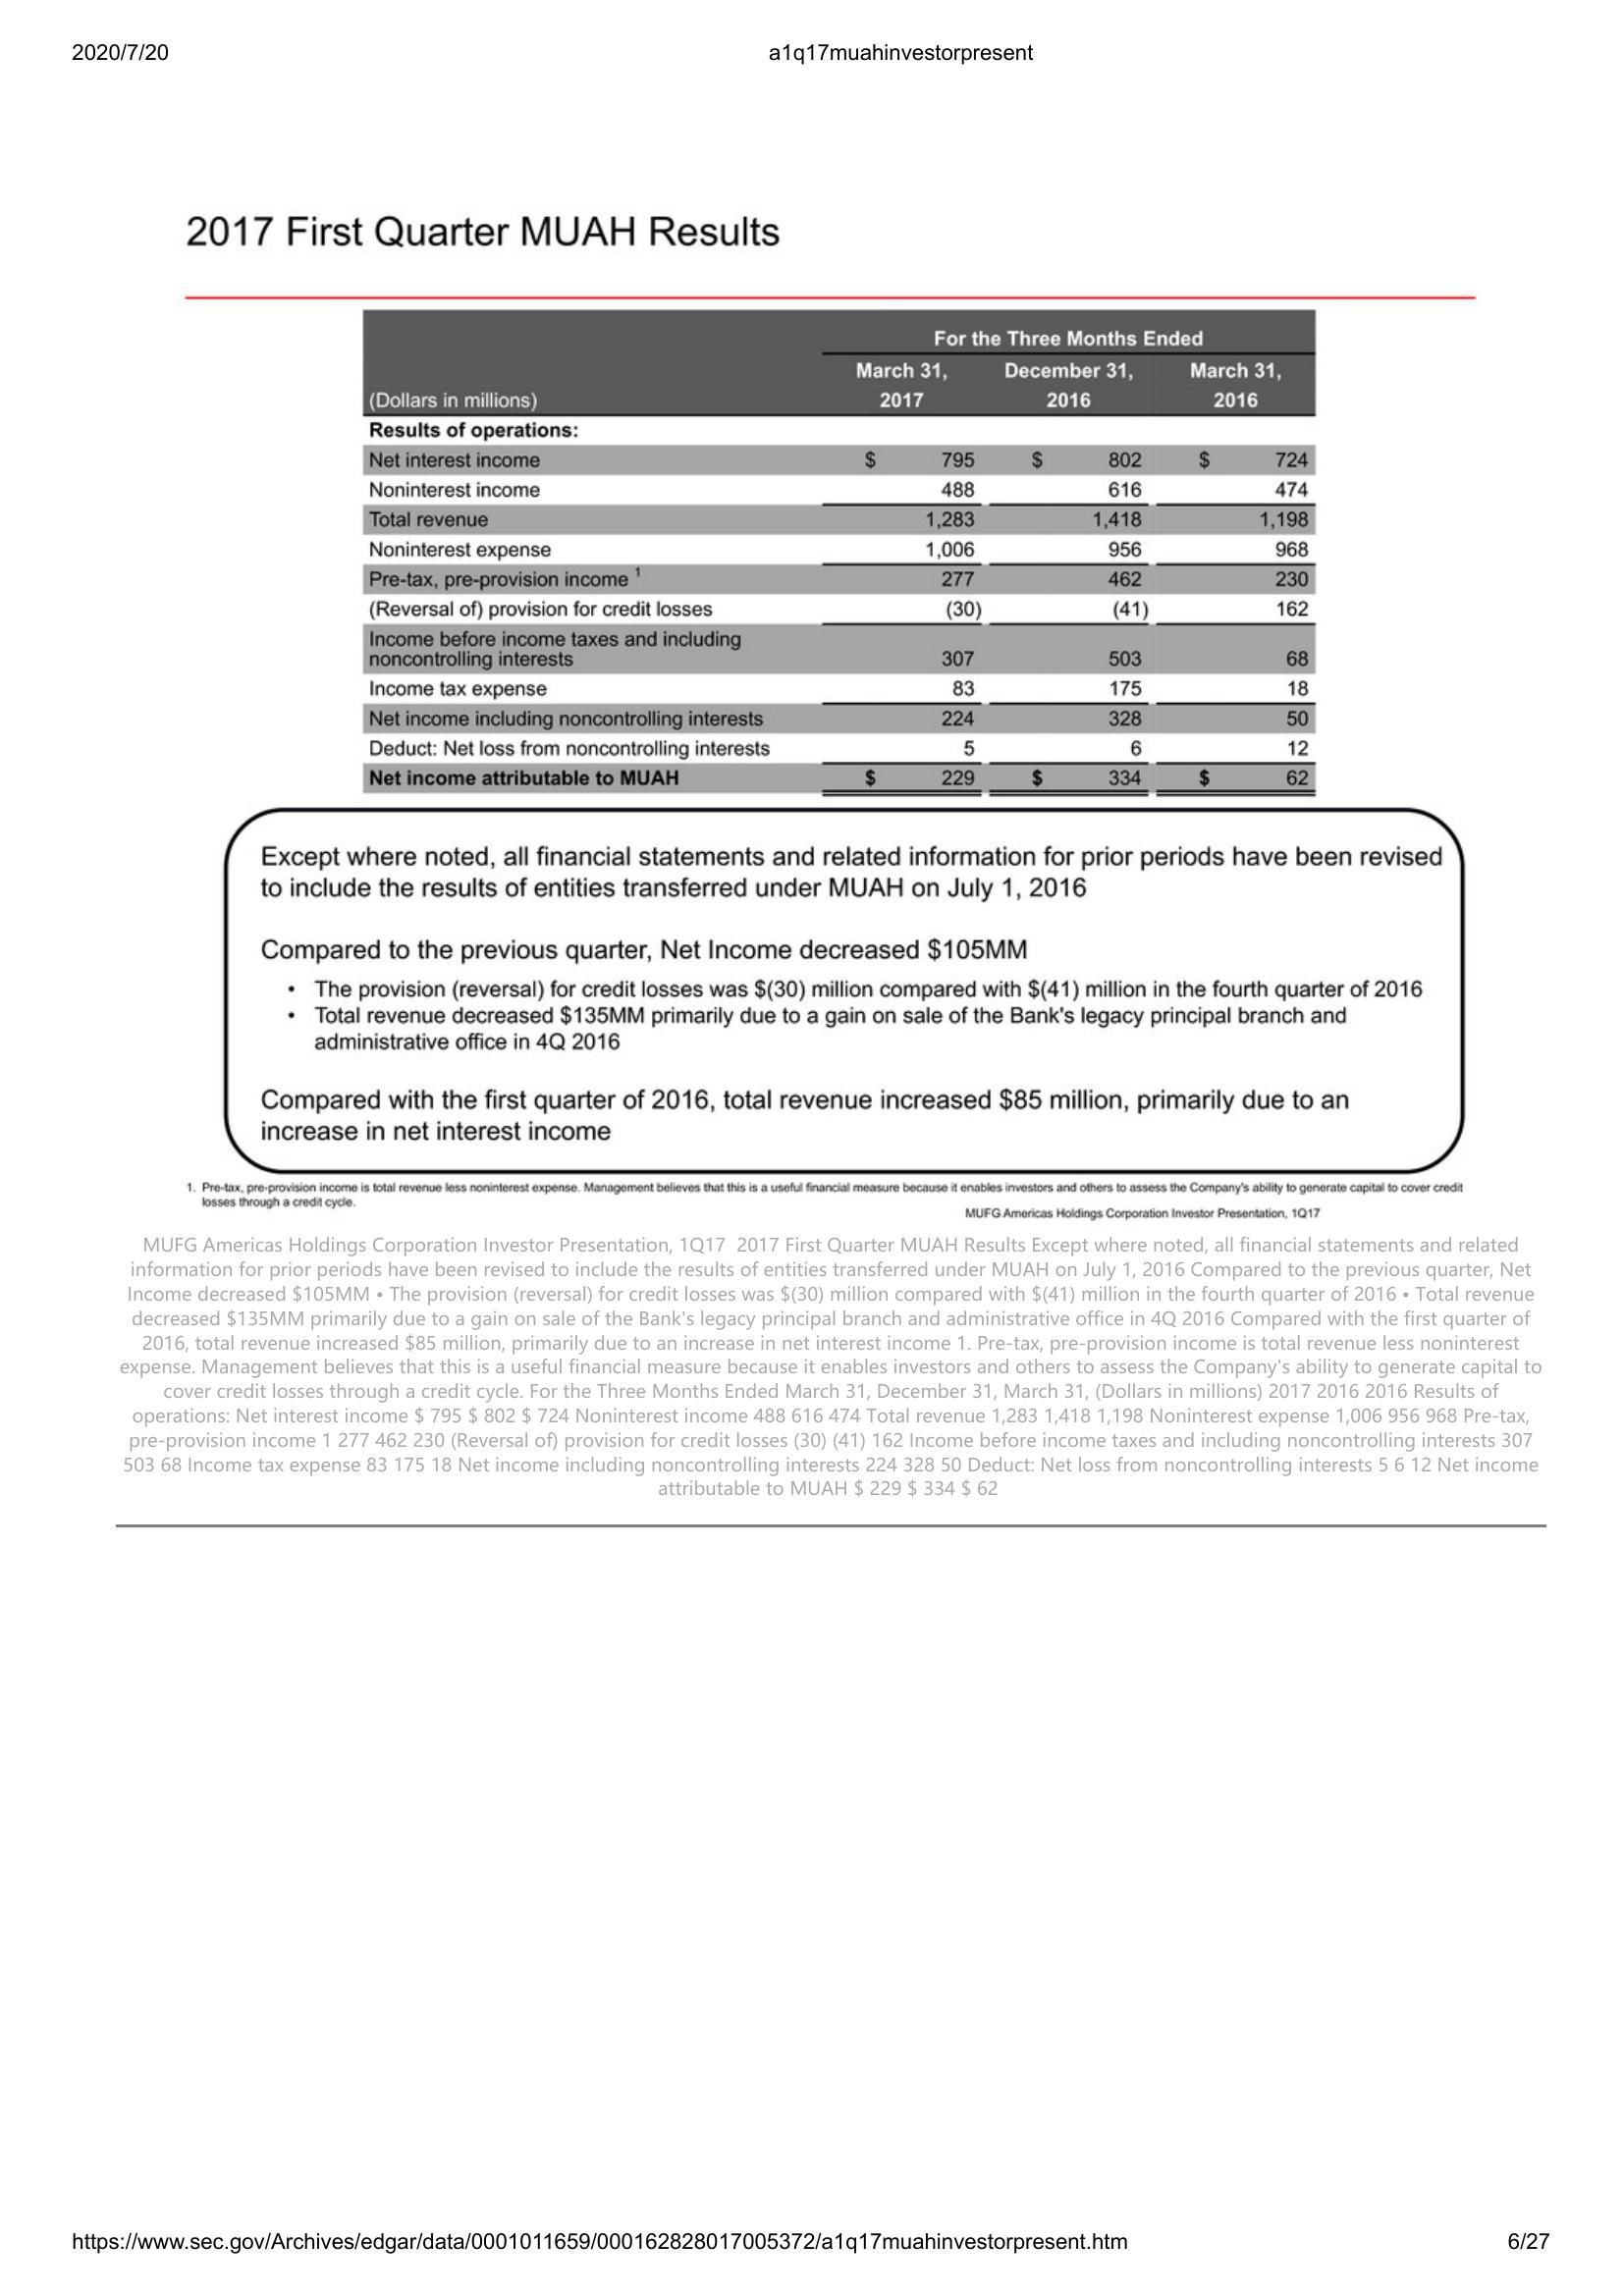 2020/7/20 a1q17muahinvestorpresent
2017 First Quarter MUAH Results
For the Three Months Ended
March 31, December 31, March 31,
(Dollars in millions) 2017 2016 2016
Results of operations:
Net interest income $ 795 $ 802 $ 724
Noninterest income 488 616 474
Total revenue 1,283 1,418 1,198
Noninterest expense 1,006 956 968
Pre-tax, pre-provision income 1 277 462 230
(Reversal of) provision for credit losses (30) (41) 162
Income before income taxes and including
noncontrolling interests 307 503 68
Income tax expense 83 175 18
Net income including noncontrolling interests 224 328 50
Deduct: Net loss from noncontrolling interests 5 6 12
Net income attributable to MUAH $ 229 $ 334 $ 62
Except where noted, all financial statements and related information for prior periods have been revised
to include the results of entities transferred under MUAH on July 1, 2016
Compared to the previous quarter, Net Income decreased $105MM
• The provision (reversal) for credit losses was $(30) million compared with $(41) million in the fourth quarter of 2016
• Total revenue decreased $135MM primarily due to a gain on sale of the Bank's legacy principal branch and
administrative office in 4Q 2016
Compared with the first quarter of 2016, total revenue increased $85 million, primarily due to an
increase in net interest income
1. Pre-tax, pre-provision income is total revenue less noninterest expense. Management believes that this is a useful financial measure because it enables investors and others to assess the Company's ability to generate capital to cover credit
losses through a credit cycle.
MUFG Americas Holdings Corporation Investor Presentation, 1Q17
MUFG Americas Holdings Corporation Investor Presentation, 1Q17 2017 First Quarter MUAH Results Except where noted, all financial statements and related
information for prior periods have been revised to include the results of entities transferred under MUAH on July 1, 2016 Compared to the previous quarter, Net
Income decreased $105MM • The provision (reversal) for credit losses was $(30) million compared with $(41) million in the fourth quarter of 2016 • Total revenue
decreased $135MM primarily due to a gain on sale of the Bank's legacy principal branch and administrative office in 4Q 2016 Compared with the first quarter of
2016, total revenue increased $85 million, primarily due to an increase in net interest income 1. Pre-tax, pre-provision income is total revenue less noninterest
expense. Management believes that this is a useful financial measure because it enables investors and others to assess the Company's ability to generate capital to
cover credit losses through a credit cycle. For the Three Months Ended March 31, December 31, March 31, (Dollars in millions) 2017 2016 2016 Results of
operations: Net interest income $ 795 $ 802 $ 724 Noninterest income 488 616 474 Total revenue 1,283 1,418 1,198 Noninterest expense 1,006 956 968 Pre-tax,
pre-provision income 1 277 462 230 (Reversal of) provision for credit losses (30) (41) 162 Income before income taxes and including noncontrolling interests 307
503 68 Income tax expense 83 175 18 Net income including noncontrolling interests 224 328 50 Deduct: Net loss from noncontrolling interests 5 6 12 Net income
attributable to MUAH $ 229 $ 334 $ 62
https://www.sec.gov/Archives/edgar/data/0001011659/000162828017005372/a1q17muahinvestorpresent.htm 6/27